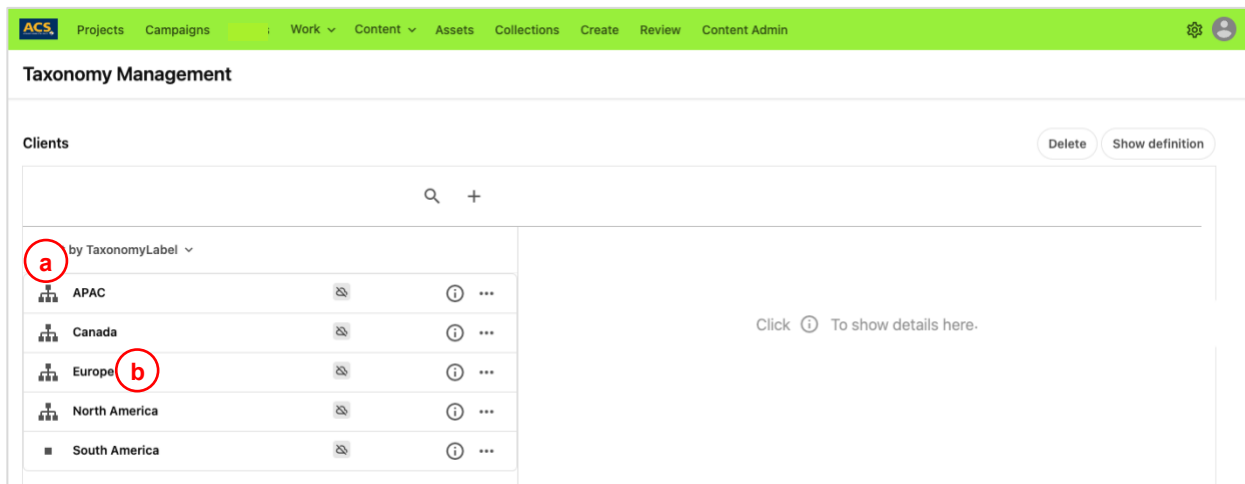 ACS Projects Campaigns Work Content Assets Collections Create Review Content Admin
Taxonomy Management
Clients
Delete Show definition
by TaxonomyLabel
a
APAC
Canada
Europe b
Click To show details here.
North America
South America